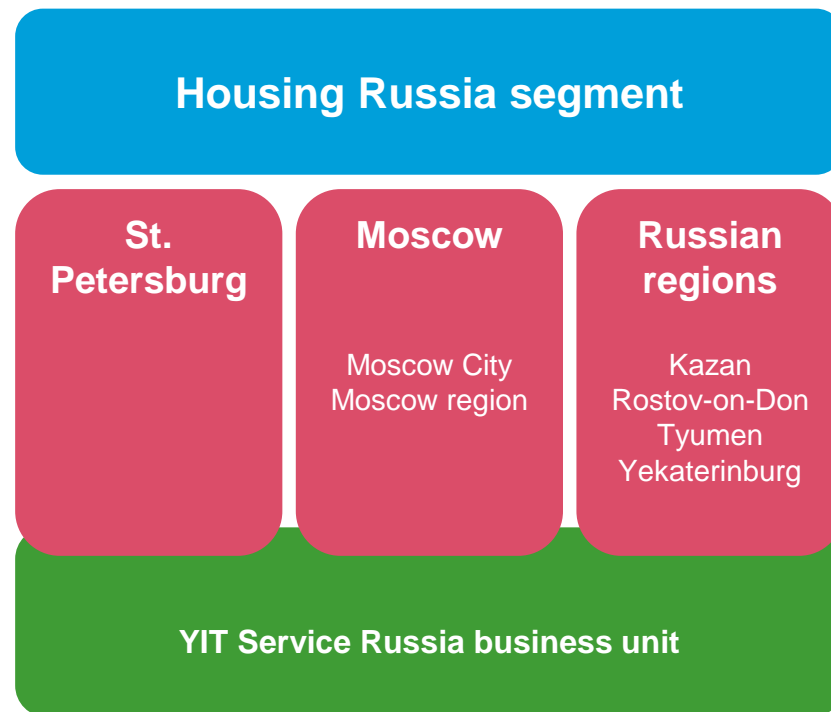 Housing Russia segment
St.
Petersburg
Moscow
Moscow City
Moscow region
Russian
regions
Kazan
Rostov-on-Don
Tyumen
Yekaterinburg
YIT Service Russia business unit